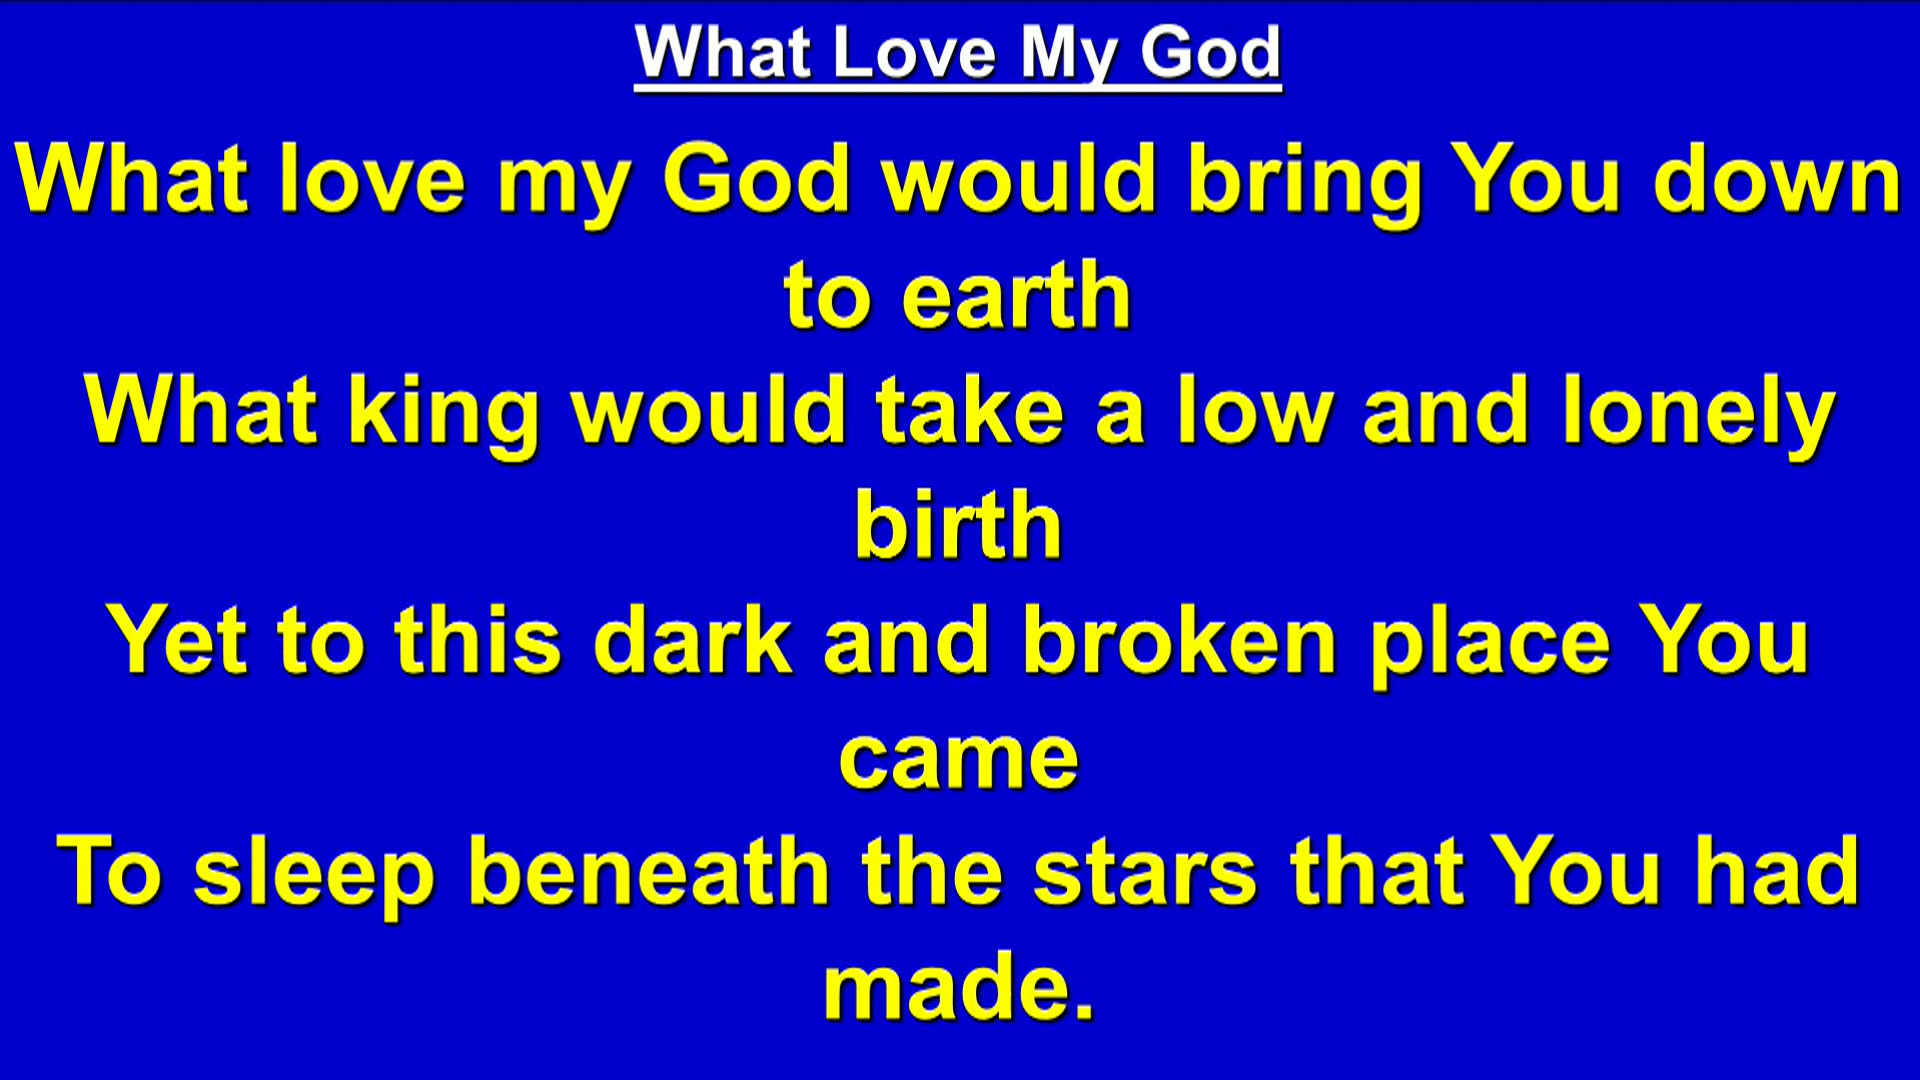 What Love My God
What love my God would bring You down
to earth
What king would take a low and lonely
birth
Yet to this dark and broken place You
came
To sleep beneath the stars that You had
made.